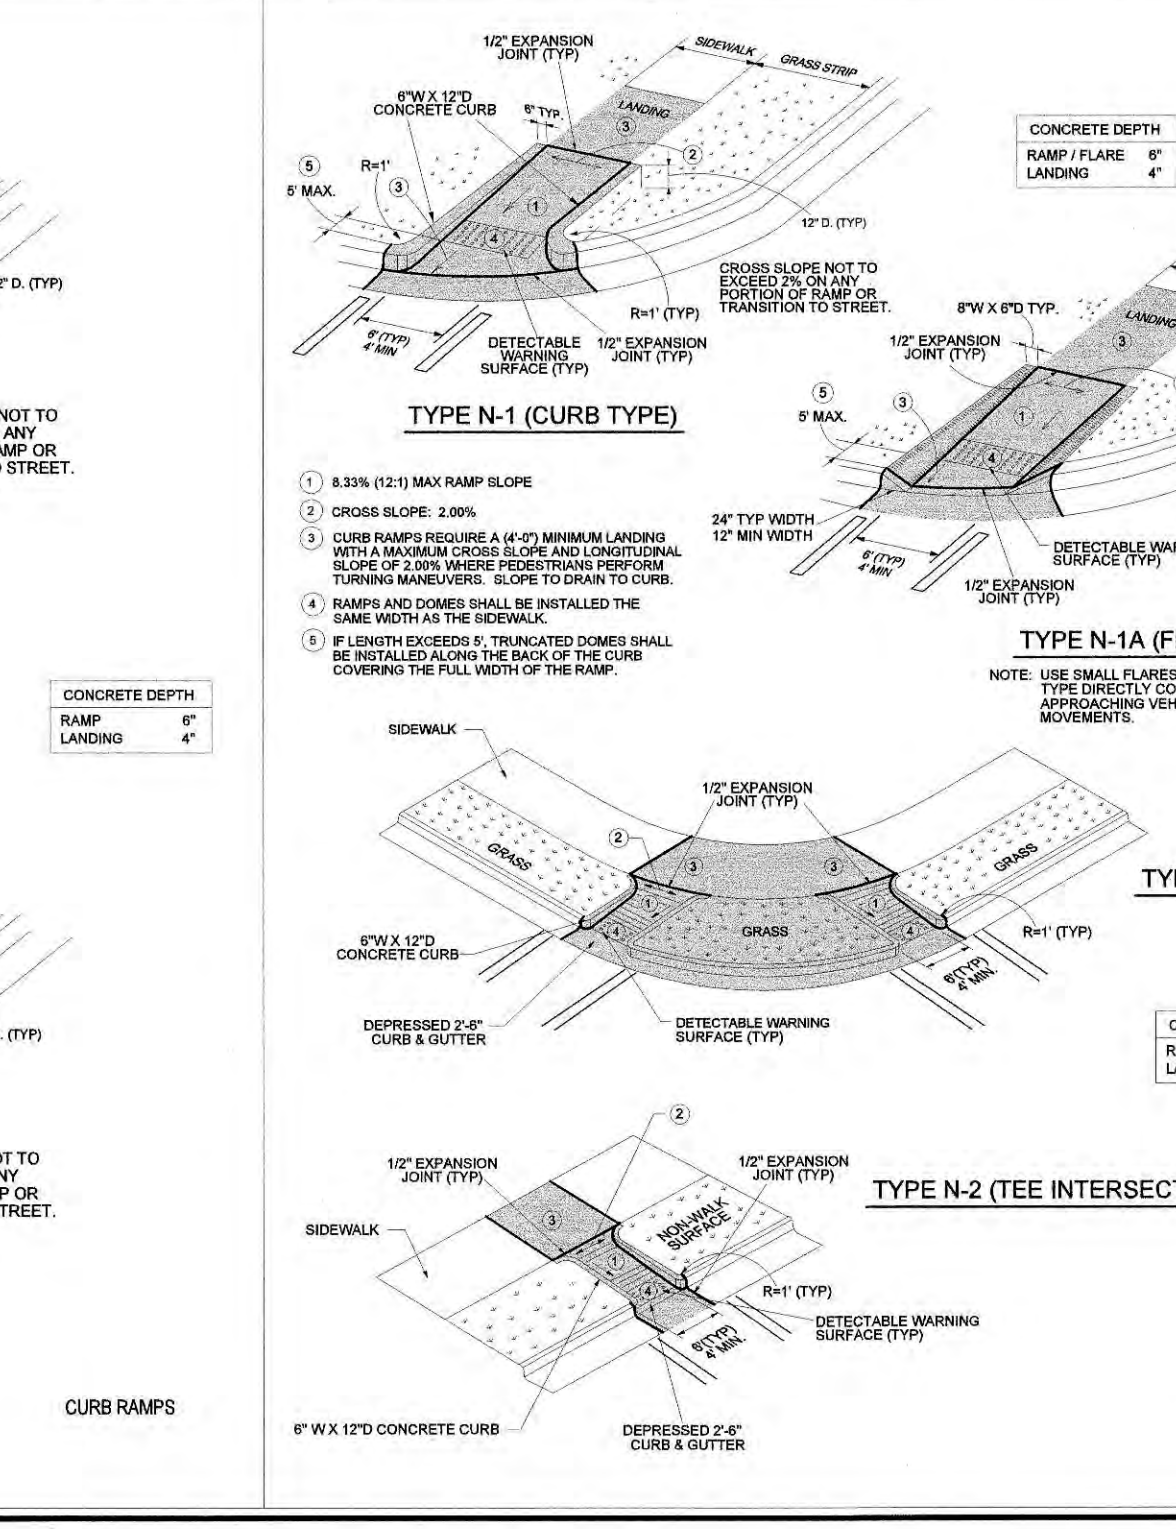 2" D. (TYP)
NOT TO
ANY
AMP OR
STREET.
CONCRETE DEPTH
RAMP 6"
LANDING 4"
. (TYP)
OT TO
NY
P OR
TREET.
CURB RAMPS
1/2" EXPANSION
JOINT (TYP)
SIDEWALK
GRASS STRIP
6"W X 12"D
CONCRETE CURB
6" TYP.
LANDING
3
2
5
R=1'
5' MAX.
3
1
4
12" D. (TYP)
CROSS SLOPE NOT TO
EXCEED 2% ON ANY
PORTION OF RAMP OR
TRANSITION TO STREET.
R=1' (TYP)
6' (TYP)
4' MIN
DETECTABLE
WARNING
SURFACE (TYP)
1/2" EXPANSION
JOINT (TYP)
TYPE N-1 (CURB TYPE)
1 8.33% (12:1) MAX RAMP SLOPE
2 CROSS SLOPE: 2.00%
3 CURB RAMPS REQUIRE A (4'-0") MINIMUM LANDING
WITH A MAXIMUM CROSS SLOPE AND LONGITUDINAL
SLOPE OF 2.00% WHERE PEDESTRIANS PERFORM
TURNING MANEUVERS. SLOPE TO DRAIN TO CURB.
4 RAMPS AND DOMES SHALL BE INSTALLED THE
SAME WIDTH AS THE SIDEWALK.
5 IF LENGTH EXCEEDS 5', TRUNCATED DOMES SHALL
BE INSTALLED ALONG THE BACK OF THE CURB
COVERING THE FULL WIDTH OF THE RAMP.
CONCRETE DEPTH
RAMP / FLARE 6"
LANDING 4"
8"W X 6"D TYP.
LANDING
3
1/2" EXPANSION
JOINT (TYP)
5
5' MAX.
3
1
4
24" TYP WIDTH
12" MIN WIDTH
6' (TYP)
4' MIN
DETECTABLE WAR
SURFACE (TYP)
1/2" EXPANSION
JOINT (TYP)
TYPE N-1A (F
NOTE: USE SMALL FLARES
TYPE DIRECTLY CO
APPROACHING VEH
MOVEMENTS.
SIDEWALK
1/2" EXPANSION
JOINT (TYP)
2
GRASS
3
3
GRASS
1
1
4
GRASS
4
6"W X 12"D
CONCRETE CURB
R=1' (TYP)
6' (TYP)
4' MIN.
DEPRESSED 2'-6"
CURB & GUTTER
DETECTABLE WARNING
SURFACE (TYP)
TY
C
R
LA
2
1/2" EXPANSION
JOINT (TYP)
1/2" EXPANSION
JOINT (TYP)
TYPE N-2 (TEE INTERSECT
SIDEWALK
3
NON-WALK
SURFACE
1
4
R=1' (TYP)
DETECTABLE WARNING
SURFACE (TYP)
6' (TYP)
4' MIN.
6" W X 12"D CONCRETE CURB
DEPRESSED 2'-6"
CURB & GUTTER